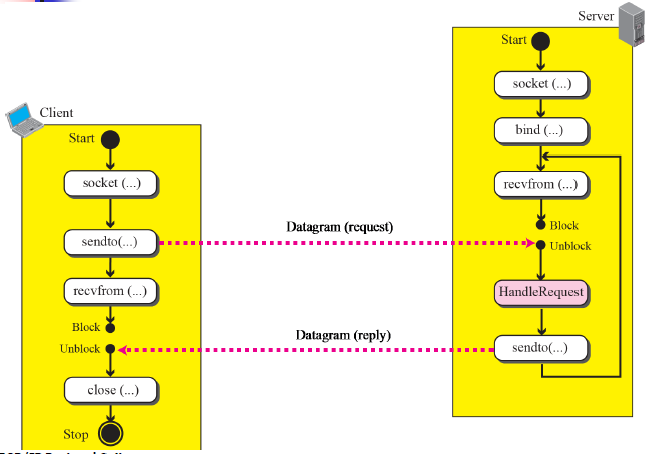 Server
Start
socket (...)
bind (...)
recvfrom (...)
Block
Unblock
HandleRequest
sendto(...)
Client
Start
socket (...)
sendto(...)
recvfrom (...)
Block
Unblock
close (...)
Stop
Datagram (request)
Datagram (reply)